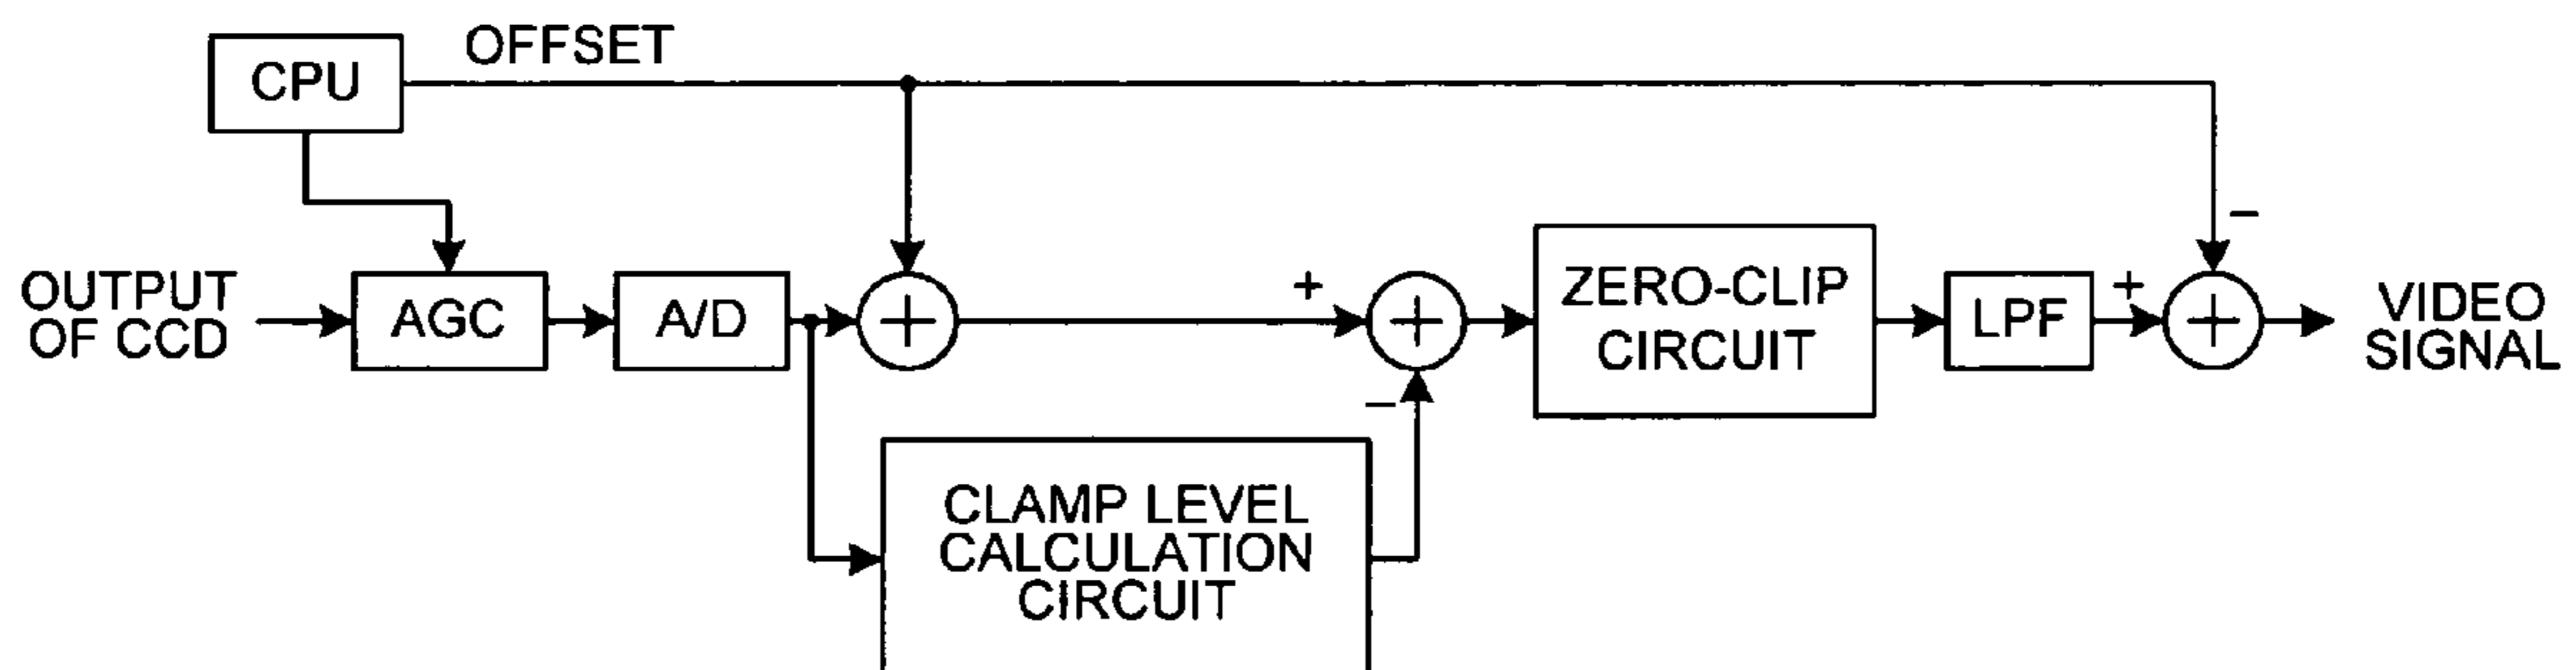 OFFSET
CPU
−
OUTPUT
OF CCD
AGC
A/D
+
+
+
ZERO-CLIP
CIRCUIT
LPF
+
+
VIDEO
SIGNAL
−
CLAMP LEVEL
CALCULATION
CIRCUIT